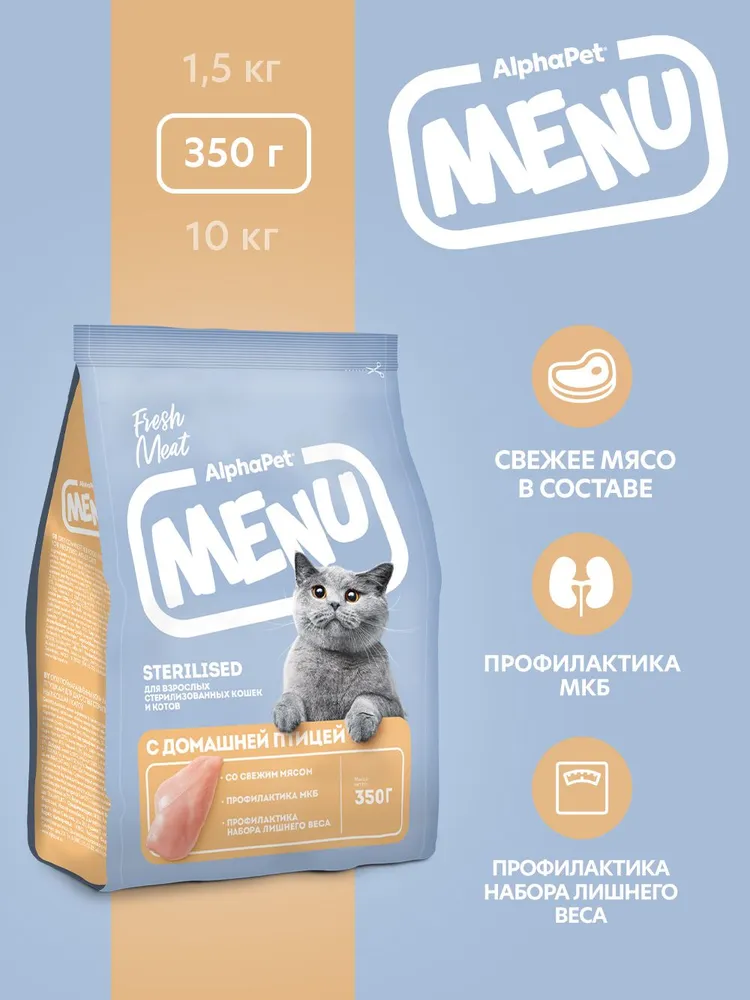 1,5 кг
350 г
10 кг
AlphaPet
MENU
Fresh
Meat
AlphaPet
MENU
STERILISED
ДЛЯ ВЗРОСЛЫХ
СТЕРИЛИЗОВАННЫХ КОШЕК
И КОТОВ
С ДОМАШНЕЙ ПТИЦЕЙ
• СО СВЕЖИМ МЯСОМ
• ПРОФИЛАКТИКА МКБ
• ПРОФИЛАКТИКА
НАБОРА ЛИШНЕГО ВЕСА
350Г
AlphaPet
MENU
СВЕЖЕЕ МЯСО
В СОСТАВЕ
ПРОФИЛАКТИКА
МКБ
ПРОФИЛАКТИКА
НАБОРА ЛИШНЕГО
ВЕСА